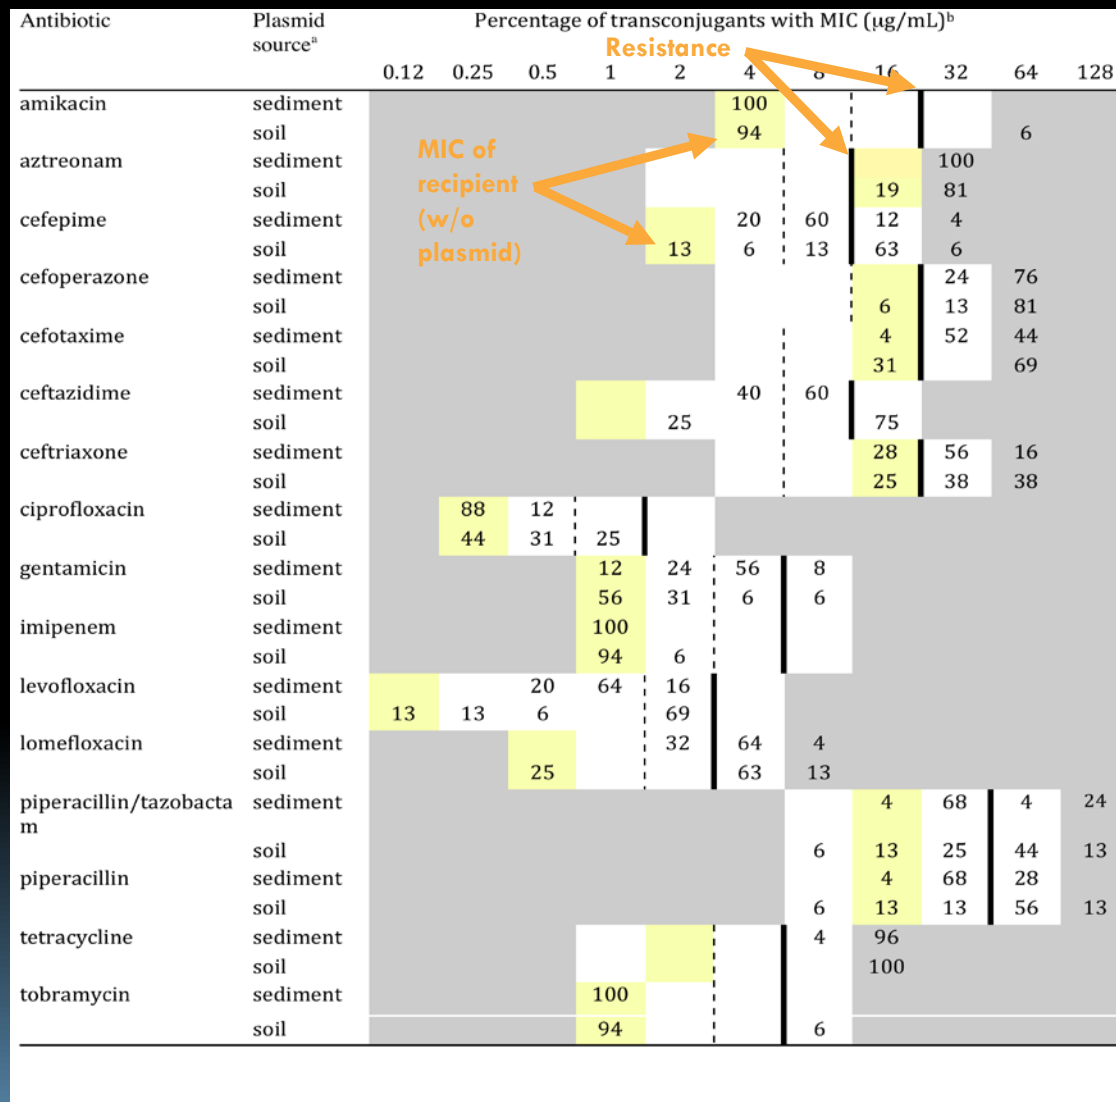 Antibiotic Plasmid Percentage of transconjugants with MIC (µg/mL)ᵇ
sourceᵃ Resistance
0.12 0.25 0.5 1 2 4 8 16 32 64 128
amikacin sediment 100
soil 94 6
MIC of
recipient
(w/o
plasmid)
aztreonam sediment 100
soil 19 81
cefepime sediment 20 60 12 4
soil 13 6 13 63 6
cefoperazone sediment 24 76
soil 6 13 81
cefotaxime sediment 4 52 44
soil 31 69
ceftazidime sediment 40 60
soil 25 75
ceftriaxone sediment 28 56 16
soil 25 38 38
ciprofloxacin sediment 88 12
soil 44 31 25
gentamicin sediment 12 24 56 8
soil 56 31 6 6
imipenem sediment 100
soil 94 6
levofloxacin sediment 20 64 16
soil 13 13 6 69
lomefloxacin sediment 32 64 4
soil 25 63 13
piperacillin/tazobacta sediment 4 68 4 24
m
soil 6 13 25 44 13
piperacillin sediment 4 68 28
soil 6 13 13 56 13
tetracycline sediment 4 96
soil 100
tobramycin sediment 100
soil 94 6